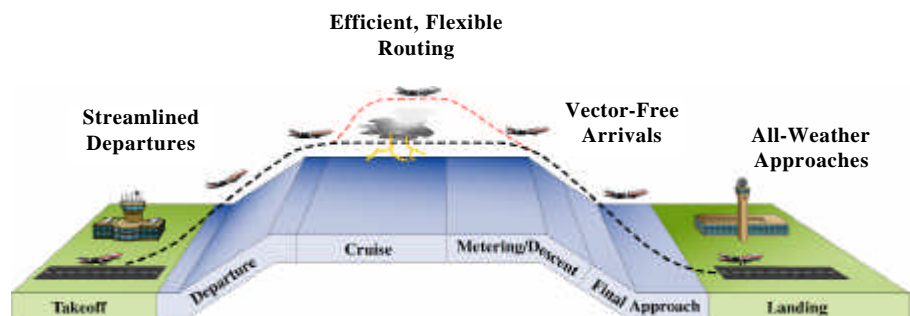 Efficient, Flexible
Routing
Streamlined
Departures
Vector-Free
Arrivals
All-Weather
Approaches
Takeoff
Departure
Cruise
Metering/Descent
Final Approach
Landing